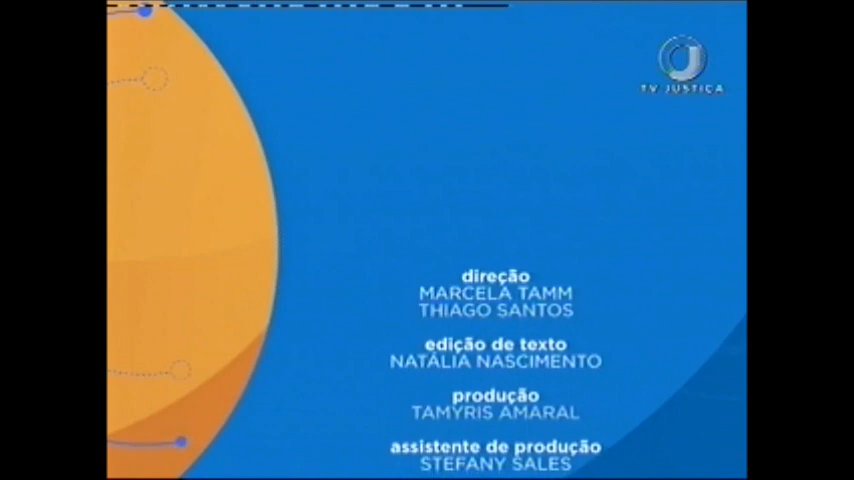 TV JUSTIÇA
direção
MARCELA TAMM
THIAGO SANTOS
edição de texto
NATÁLIA NASCIMENTO
produção
TAMYRIS AMARAL
assistente de produção
STEFANY SALES